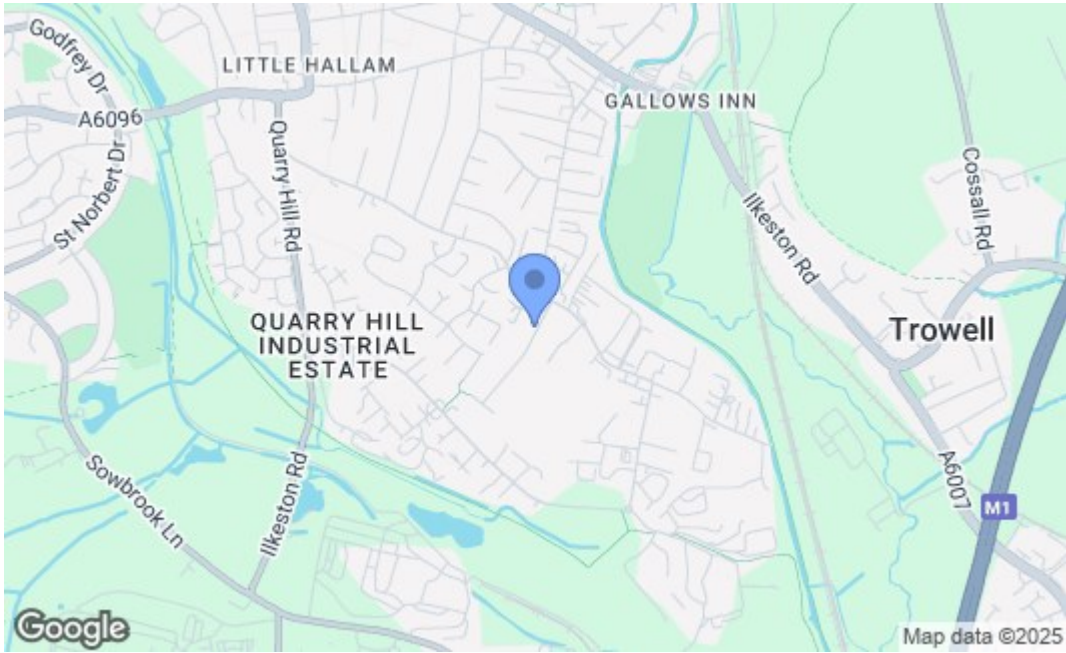 Godfrey Dr
LITTLE HALLAM
GALLOWS INN
A6096
Quarry Hill Rd
St Norbert Dr
Cossall Rd
Ilkeston Rd
QUARRY HILL
INDUSTRIAL
ESTATE
Trowell
Sowbrook Ln
Ilkeston Rd
A6007
M1
Google
Map data ©2025